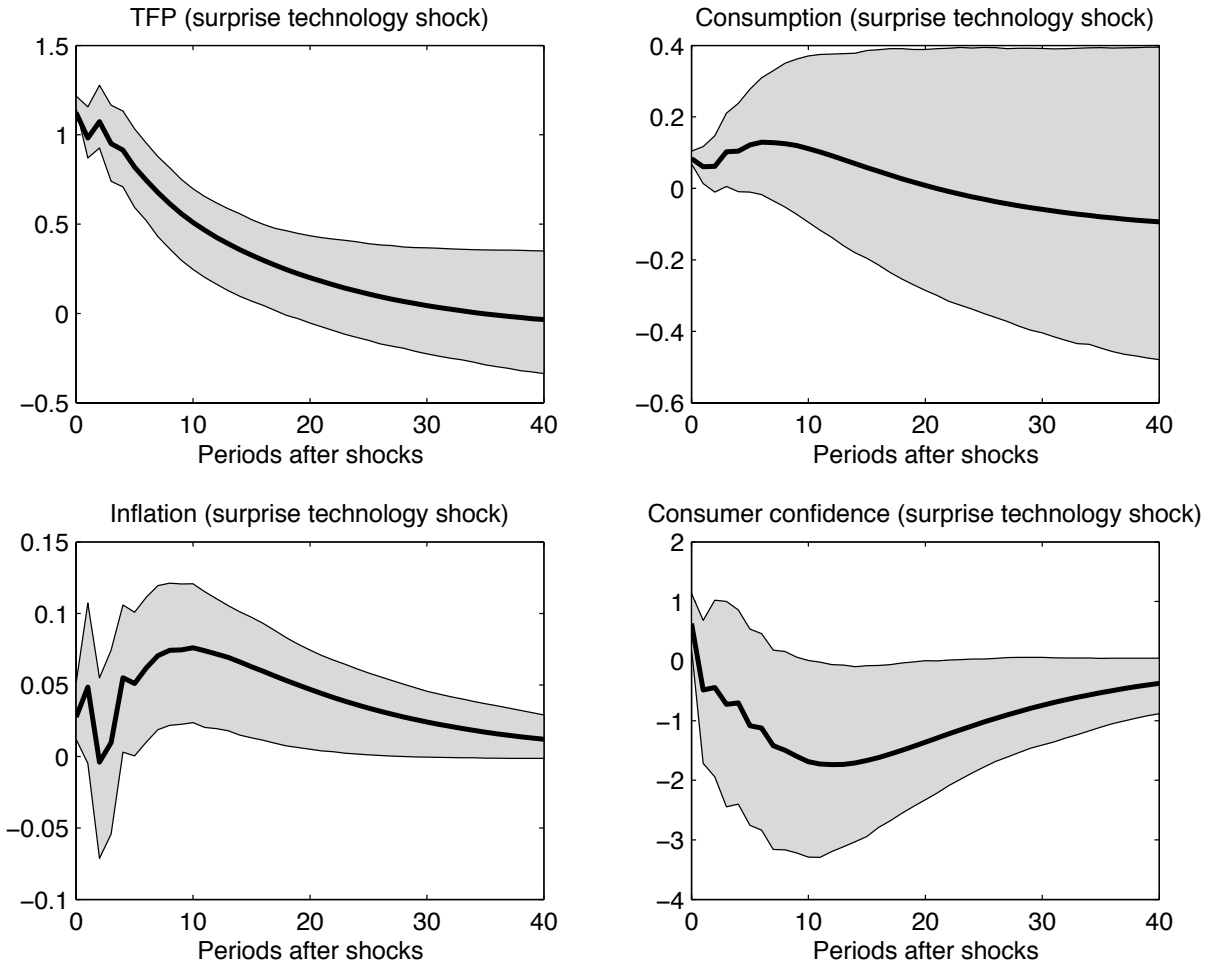 TFP (surprise technology shock)
1.5
1
0.5
0
−0.5
0 10 20 30 40
Periods after shocks
Consumption (surprise technology shock)
0.4
0.2
0
−0.2
−0.4
−0.6
0 10 20 30 40
Periods after shocks
Inflation (surprise technology shock)
0.15
0.1
0.05
0
−0.05
−0.1
0 10 20 30 40
Periods after shocks
Consumer confidence (surprise technology shock)
2
1
0
−1
−2
−3
−4
0 10 20 30 40
Periods after shocks